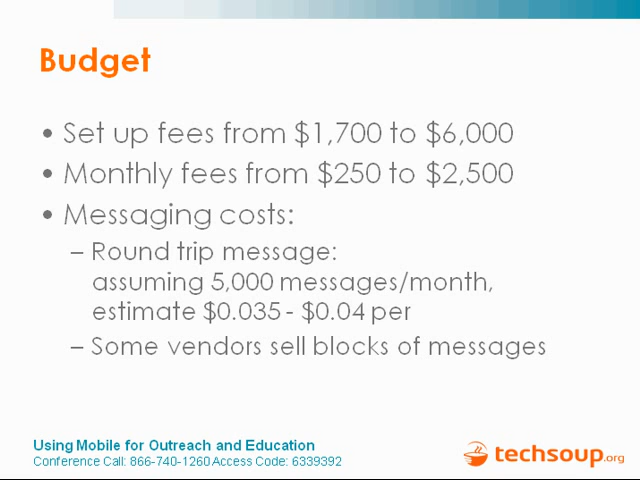 Budget
• Set up fees from $1,700 to $6,000
• Monthly fees from $250 to $2,500
• Messaging costs:
– Round trip message:
assuming 5,000 messages/month,
estimate $0.035 - $0.04 per
– Some vendors sell blocks of messages
Using Mobile for Outreach and Education
Conference Call: 866-740-1260 Access Code: 6339392
techsoup.org